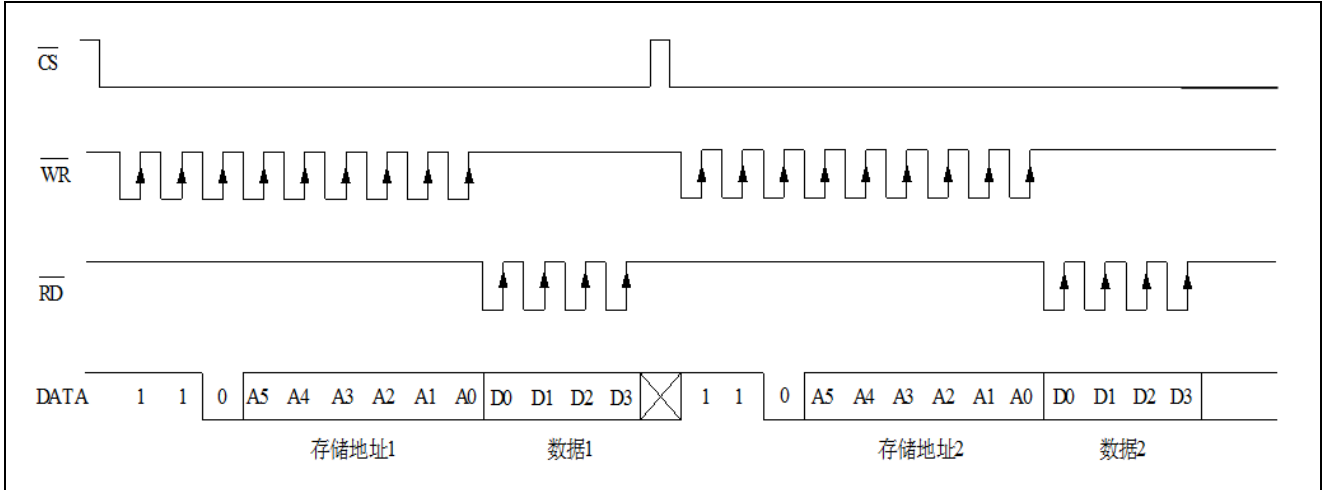 CS
WR
RD
DATA 1 1 0 A5 A4 A3 A2 A1 A0 D0 D1 D2 D3 1 1 0 A5 A4 A3 A2 A1 A0 D0 D1 D2 D3
存储地址1 数据1 存储地址2 数据2